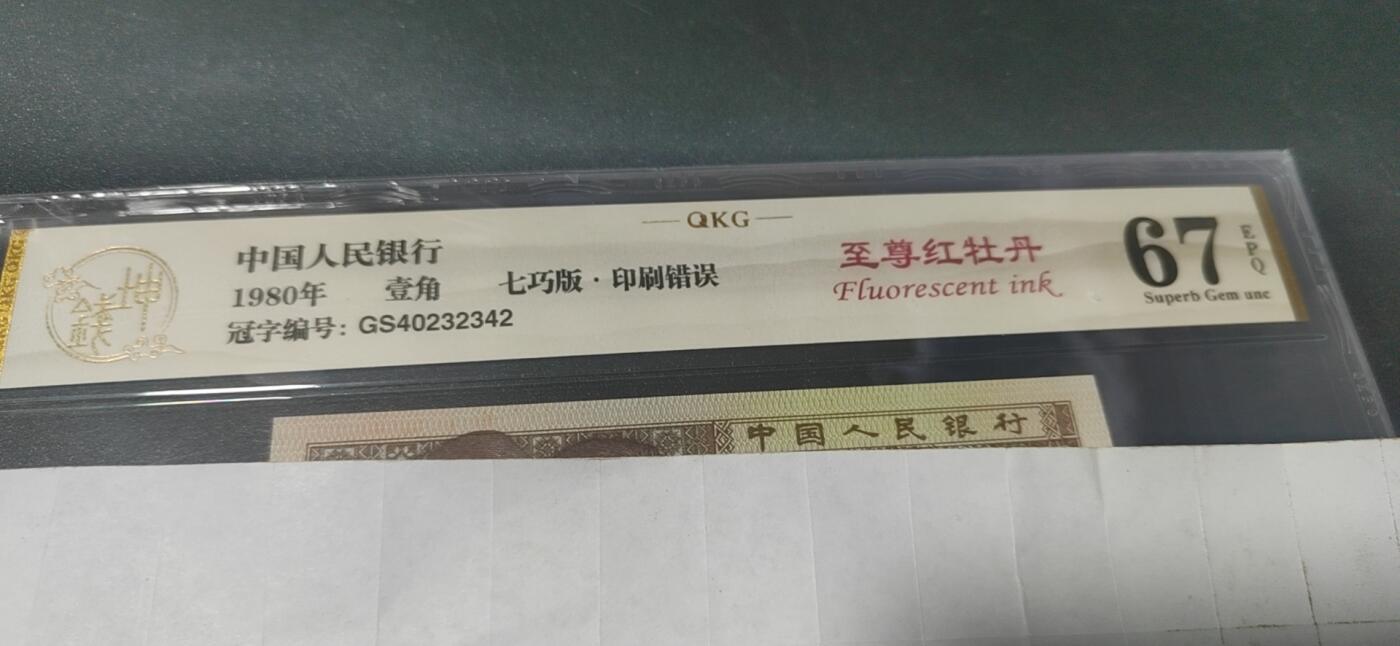 QKG
中国人民银行
1980年 壹角 七巧版·印刷错误
冠字编号: GS40232342
至尊红牡丹
Fluorescent ink
67
EPQ
Superb Gem unc
中国人民银行